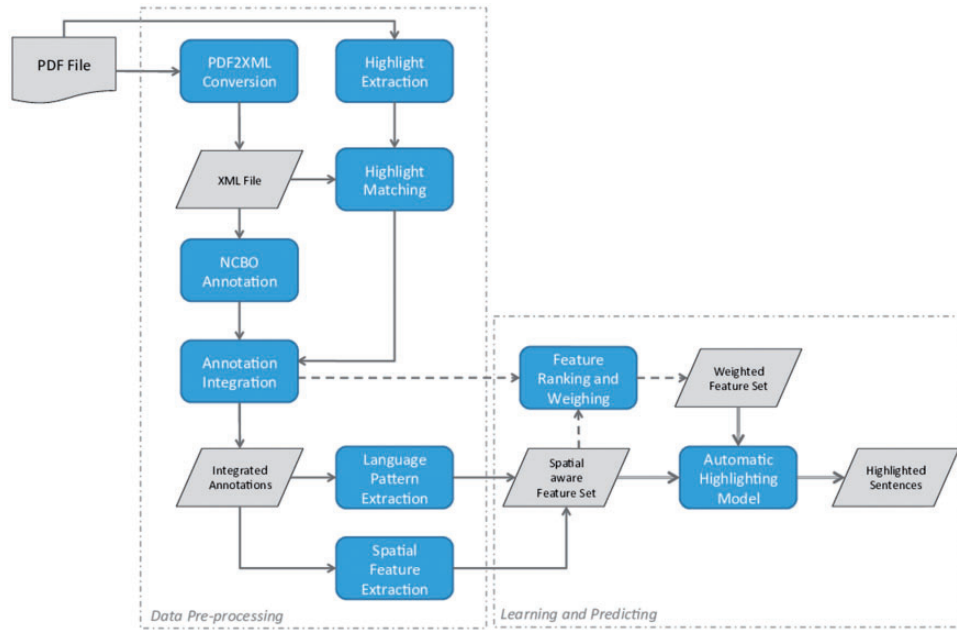 PDF File
PDF2XML
Conversion
Highlight
Extraction
XML File
Highlight
Matching
NCBO
Annotation
Annotation
Integration
Feature
Ranking and
Weighing
Weighted
Feature Set
Integrated
Annotations
Language
Pattern
Extraction
Spatial
aware
Feature Set
Automatic
Highlighting
Model
Highlighted
Sentences
Spatial
Feature
Extraction
Data Pre-processing
Learning and Predicting